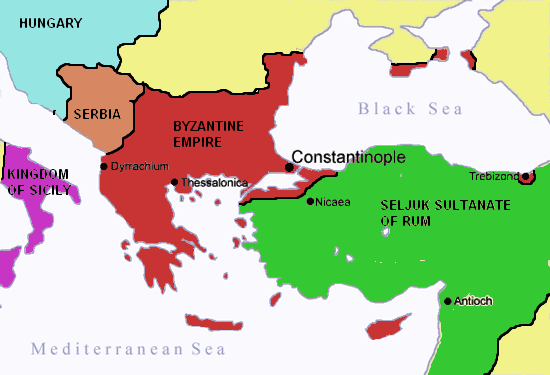 HUNGARY
SERBIA
BYZANTINE
EMPIRE
Black Sea
Constantinople
Dyrrachium
Thessalonica
KINGDOM
OF SICILY
Trebizond
Nicaea
SELJUK SULTANATE
OF RUM
Antioch
Mediterranean Sea